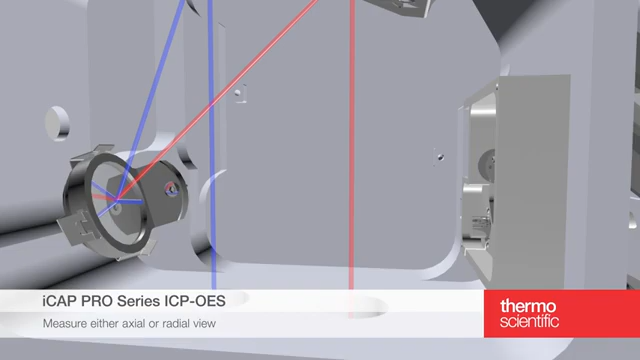 iCAP PRO Series ICP-OES
Measure either axial or radial view
thermo
scientific